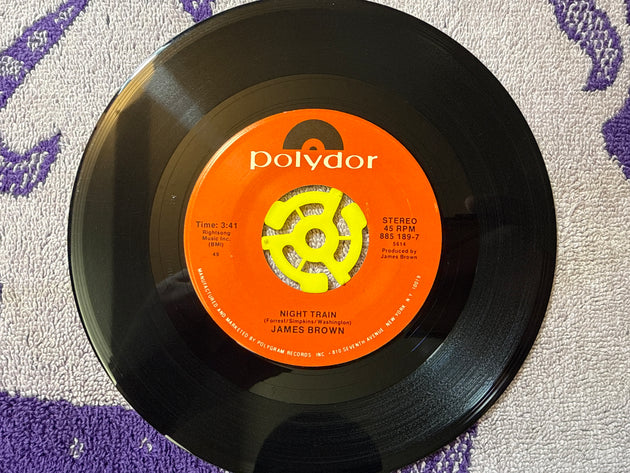 polydor
Time: 3:41
Rightsong
Music Inc.
(BMI)
49
STEREO
45 RPM
885 189-7
5614
Produced by
James Brown
NIGHT TRAIN
(Forrest/Simpkins/Washington)
JAMES BROWN
MANUFACTURED AND MARKETED BY POLYGRAM RECORDS, INC. - 810 SEVENTH AVENUE, NEW YORK, N.Y. 10019